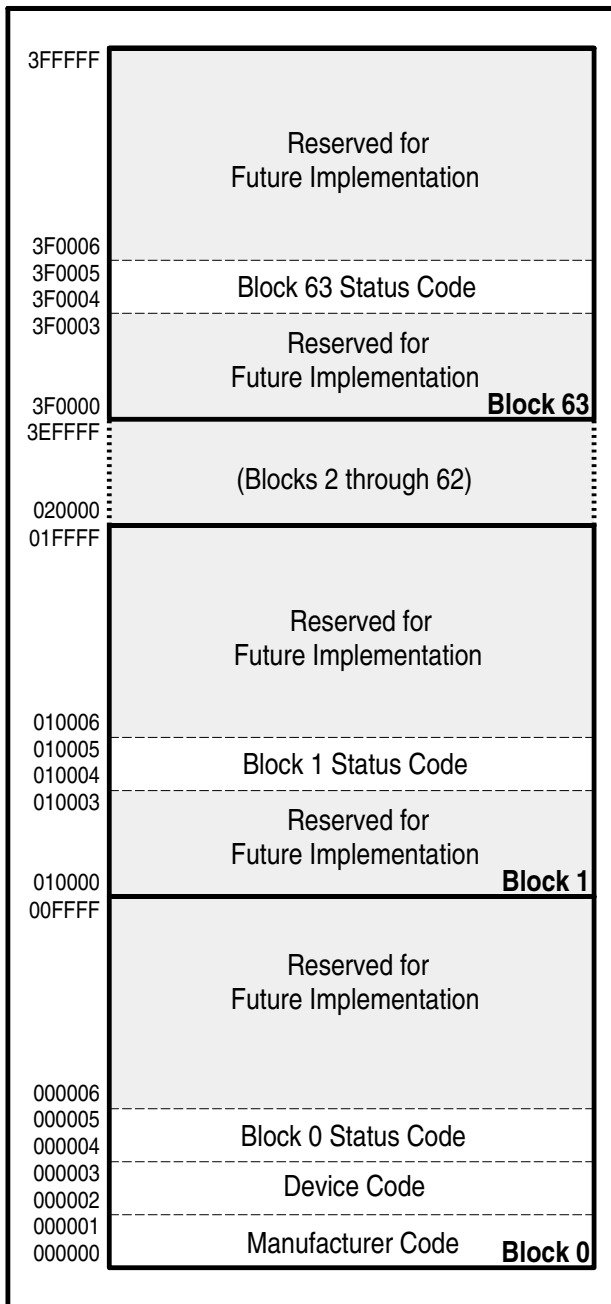 3FFFFF
Reserved for
Future Implementation
3F0006
3F0005
Block 63 Status Code
3F0004
3F0003
Reserved for
Future Implementation
3F0000
Block 63
3EFFFF
(Blocks 2 through 62)
020000
01FFFF
Reserved for
Future Implementation
010006
010005
Block 1 Status Code
010004
010003
Reserved for
Future Implementation
010000
Block 1
00FFFF
Reserved for
Future Implementation
000006
000005
Block 0 Status Code
000004
000003
Device Code
000002
000001
Manufacturer Code
000000
Block 0